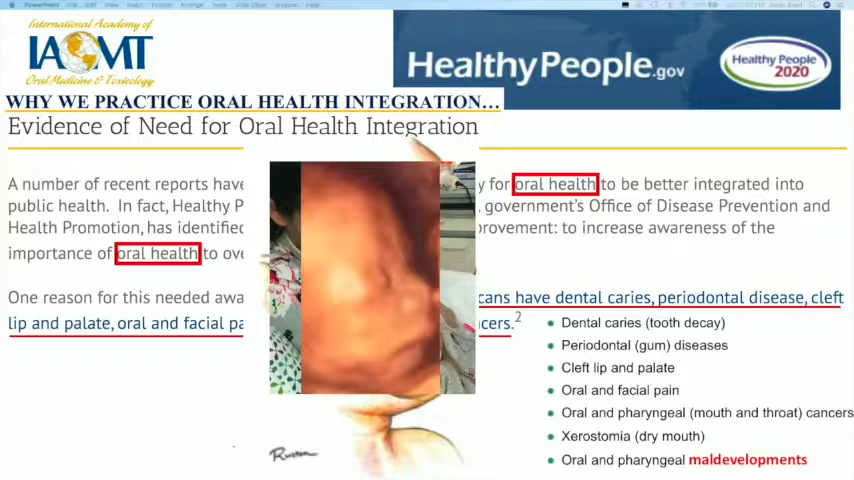 International Academy of
IAOMT
Oral Medicine & Toxicology
HealthyPeople.gov
Healthy People
2020
WHY WE PRACTICE ORAL HEALTH INTEGRATION…
Evidence of Need for Oral Health Integration
A number of recent reports have
y for oral health to be better integrated into
public health. In fact, Healthy P
government's Office of Disease Prevention and
Health Promotion, has identified
provement: to increase awareness of the
importance of oral health to ove
One reason for this needed awa
cans have dental caries, periodontal disease, cleft
lip and palate, oral and facial pa
cers.2
• Dental caries (tooth decay)
• Periodontal (gum) diseases
• Cleft lip and palate
• Oral and facial pain
• Oral and pharyngeal (mouth and throat) cancers
• Xerostomia (dry mouth)
• Oral and pharyngeal maldevelopments